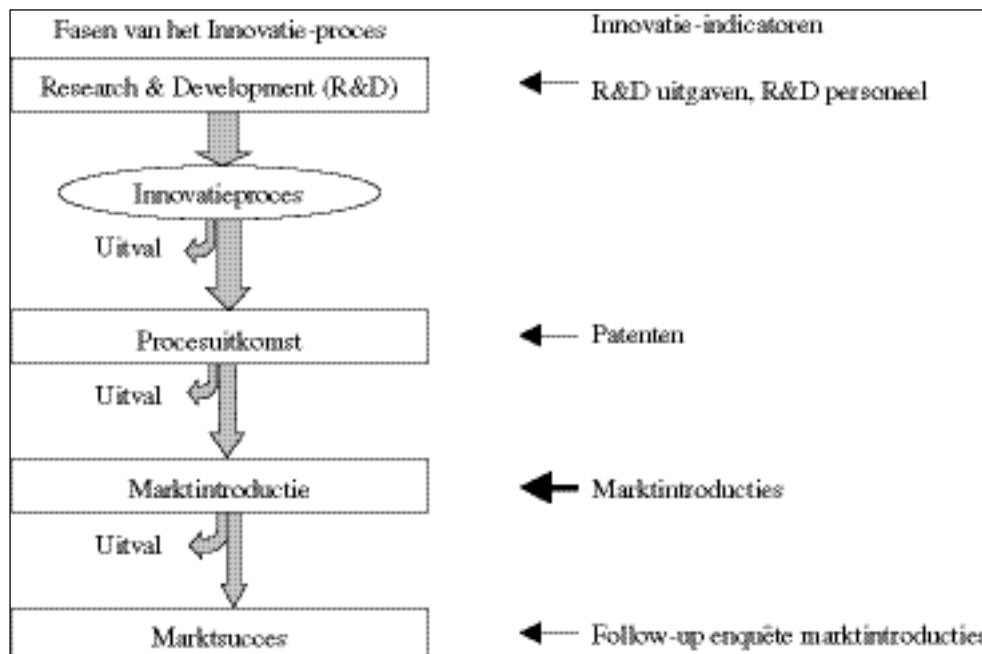 Fasen van het Innovatie-proces
Innovatie-indicatoren
Research & Development (R&D)
R&D uitgaven, R&D personeel
Innovatieproces
Uitval
Procesuitkomst
Patenten
Uitval
Marktintroductie
Marktintroducties
Uitval
Marktsucces
Follow-up enquête marktintroducties